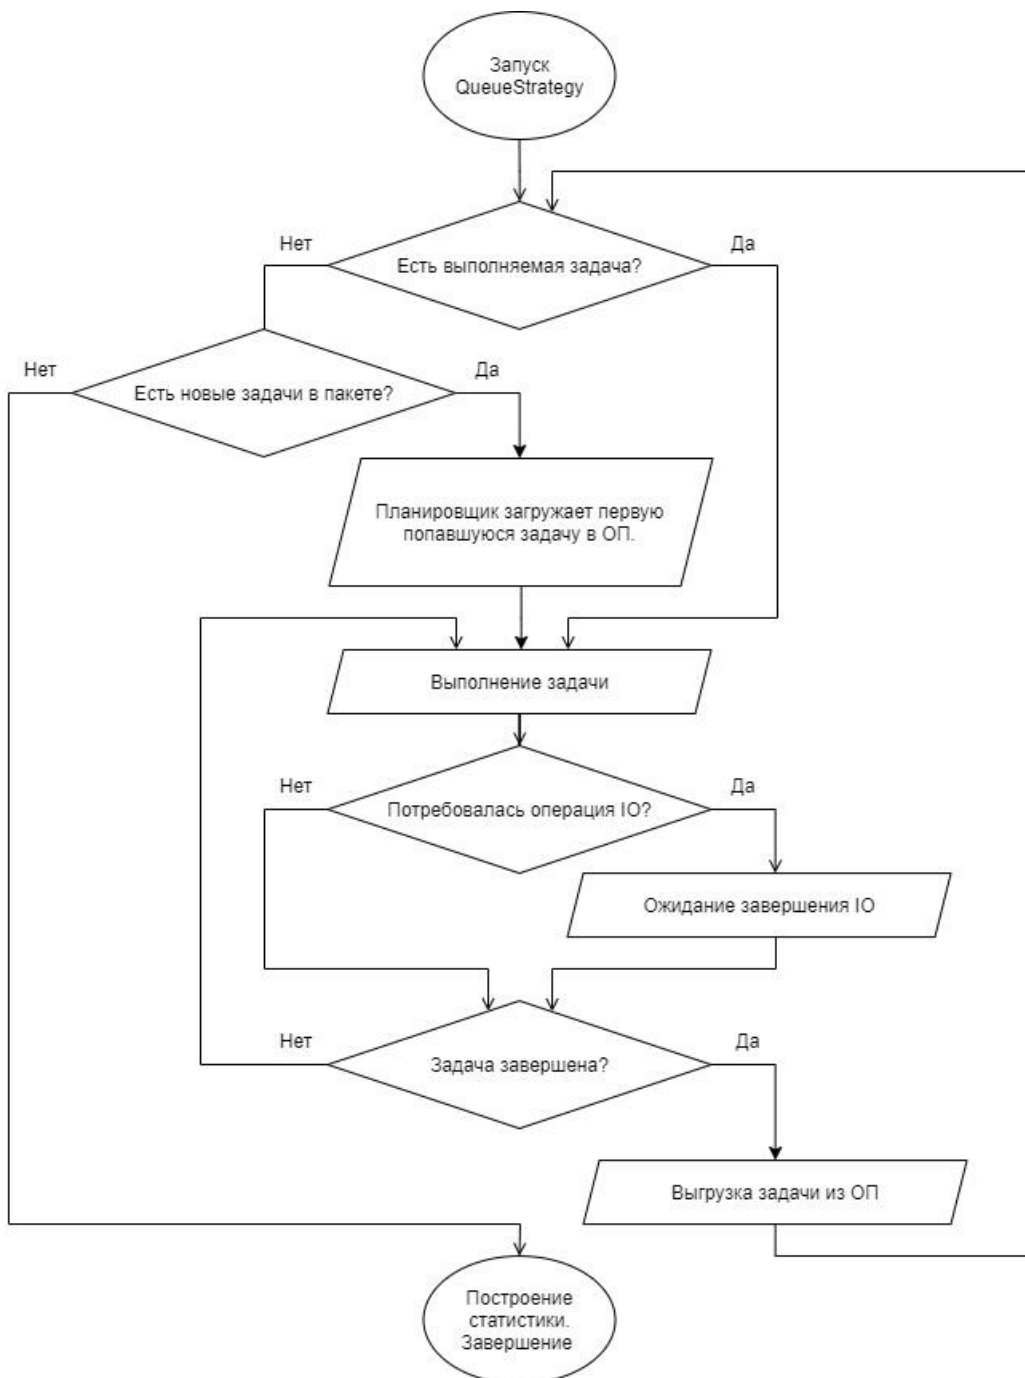 Запуск
QueueStrategy
Нет
Да
Есть выполняемая задача?
Нет
Да
Есть новые задачи в пакете?
Планировщик загружает первую
попавшуюся задачу в ОП.
Выполнение задачи
Нет
Да
Потребовалась операция IO?
Ожидание завершения IO
Нет
Да
Задача завершена?
Выгрузка задачи из ОП
Построение
статистики.
Завершение